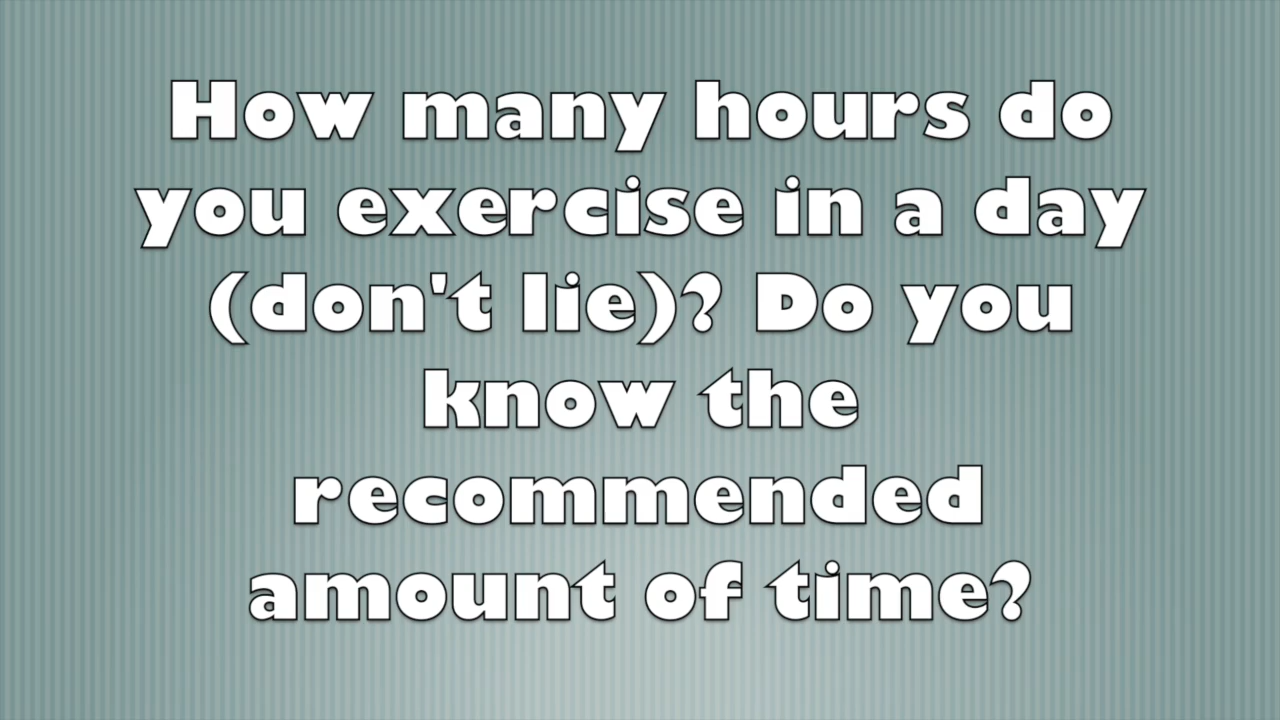 How many hours do
you exercise in a day
(don't lie)? Do you
know the
recommended
amount of time?